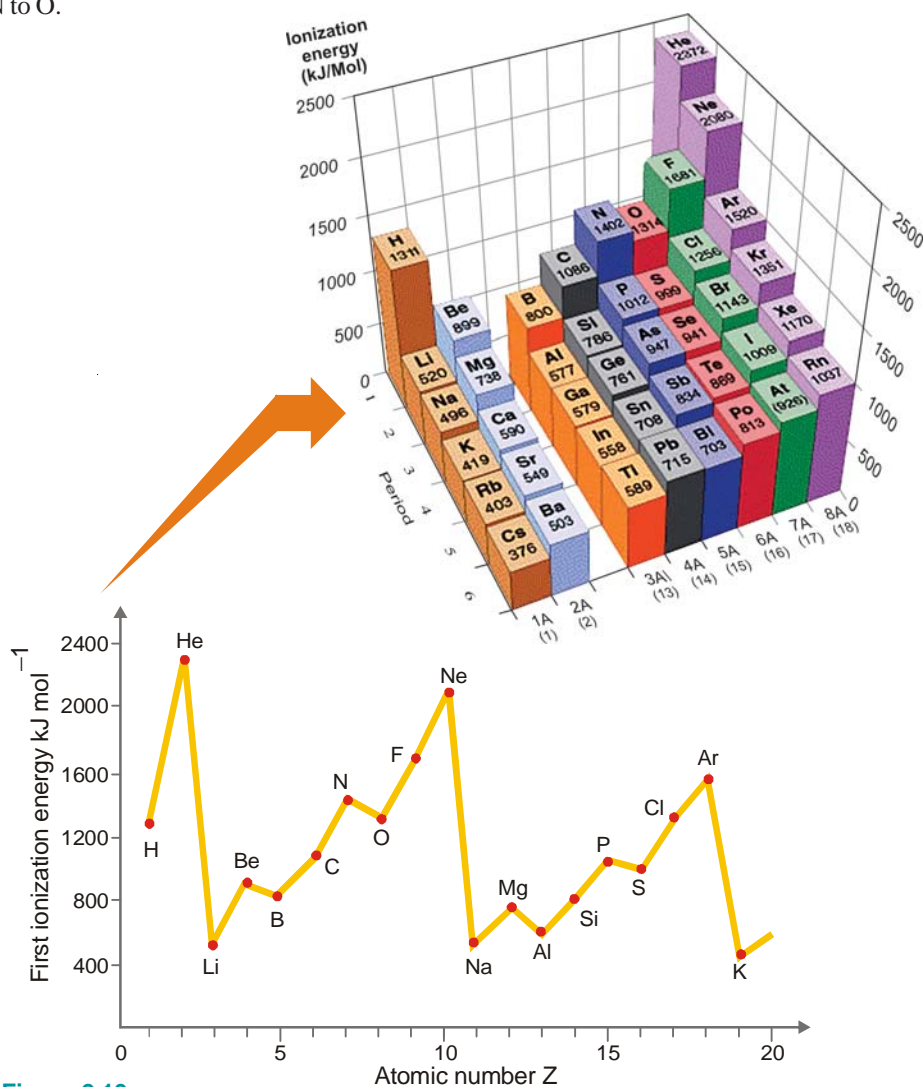 N to O.
Ionization
energy
(kJ/Mol)
2500
2000
1500
1000
500
0
He
2372
Ne
2080
F
1681
Ar
1520
N
1402
O
1314
Cl
1256
Kr
1351
H
1311
C
1086
P
1012
S
999
Br
1143
Xe
1170
Be
899
B
800
SI
786
As
947
Se
941
I
1009
Rn
1037
LI
520
Mg
738
Al
577
Ge
761
Sb
834
Te
869
At
(926)
Na
496
Ca
590
Ga
579
Sn
708
BI
703
Po
813
K
419
Sr
549
In
558
Pb
715
Rb
403
Ba
503
TI
589
Cs
376
2500
2000
1500
1000
500
0
1
2
3
4
5
6
Period
1A
(1)
2A
(2)
3A
(13)
4A
(14)
5A
(15)
6A
(16)
7A
(17)
8A
(18)
First ionization energy kJ mol–1
2400
2000
1600
1200
800
400
H
He
Li
Be
B
C
N
O
F
Ne
Na
Mg
Al
Si
P
S
Cl
Ar
K
0
5
10
15
20
Atomic number Z